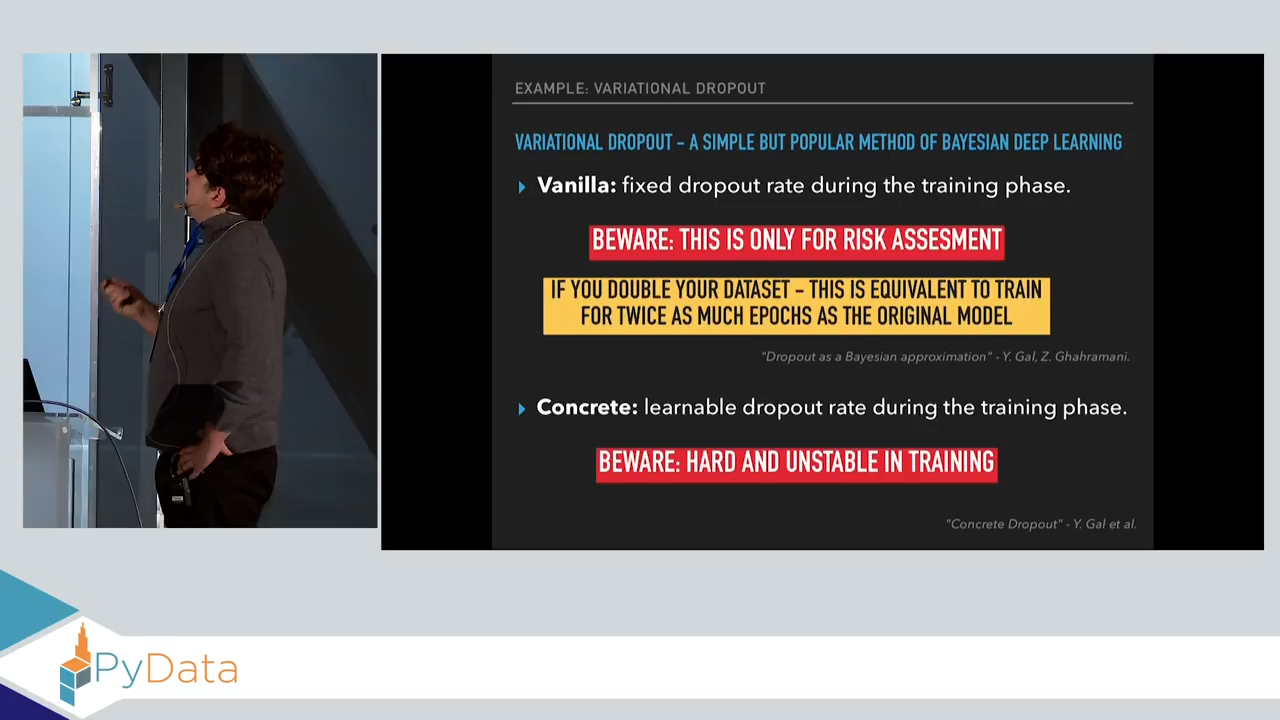 EXAMPLE: VARIATIONAL DROPOUT
VARIATIONAL DROPOUT – A SIMPLE BUT POPULAR METHOD OF BAYESIAN DEEP LEARNING
Vanilla: fixed dropout rate during the training phase.
BEWARE: THIS IS ONLY FOR RISK ASSESMENT
IF YOU DOUBLE YOUR DATASET – THIS IS EQUIVALENT TO TRAIN
FOR TWICE AS MUCH EPOCHS AS THE ORIGINAL MODEL
"Dropout as a Bayesian approximation" - Y. Gal, Z. Ghahramani.
Concrete: learnable dropout rate during the training phase.
BEWARE: HARD AND UNSTABLE IN TRAINING
"Concrete Dropout" - Y. Gal et al.
PyData